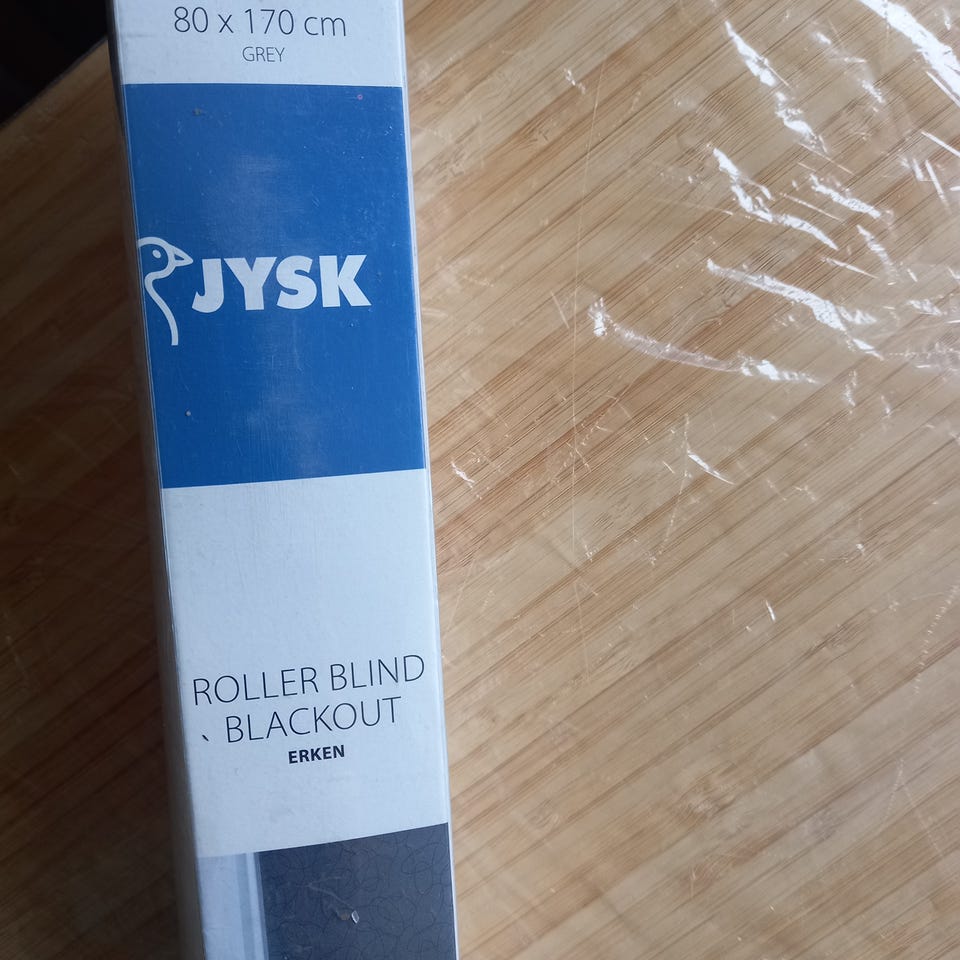 80 x 170 cm
GREY
JYSK
ROLLER BLIND
BLACKOUT
ERKEN